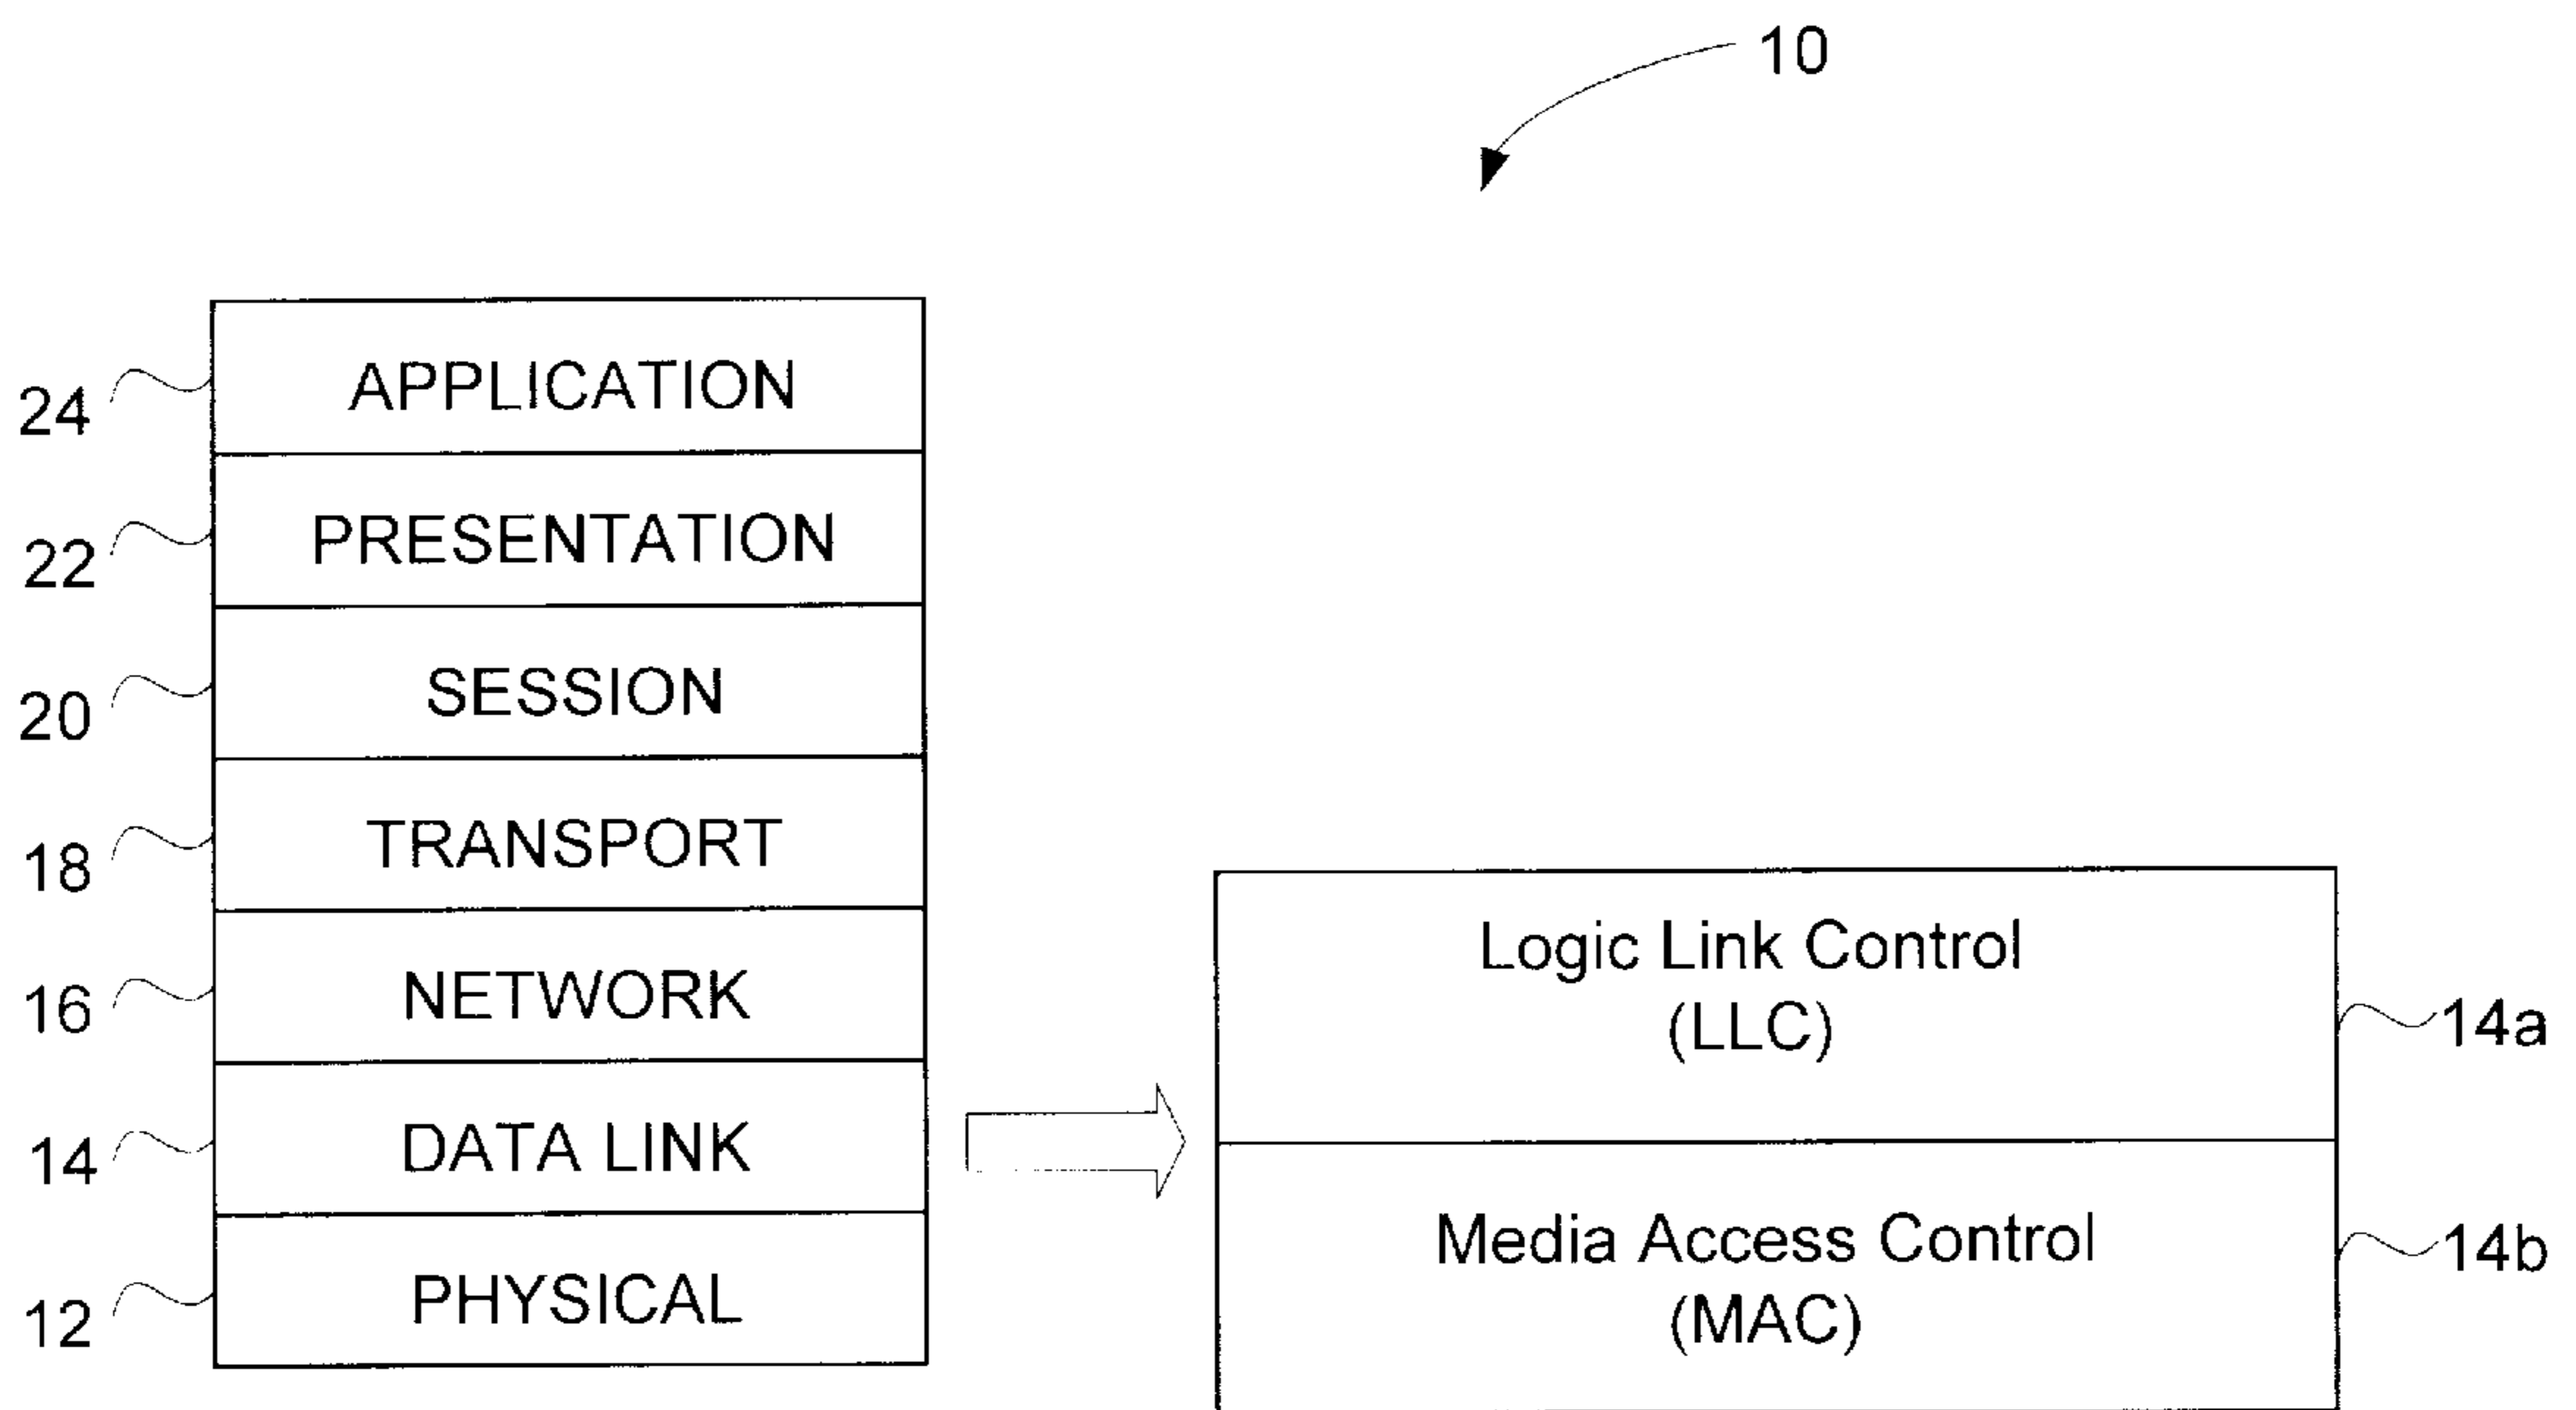 10
24 APPLICATION
22 PRESENTATION
20 SESSION
18 TRANSPORT
16 NETWORK
14 DATA LINK
12 PHYSICAL
Logic Link Control
(LLC)
14a
Media Access Control
(MAC)
14b